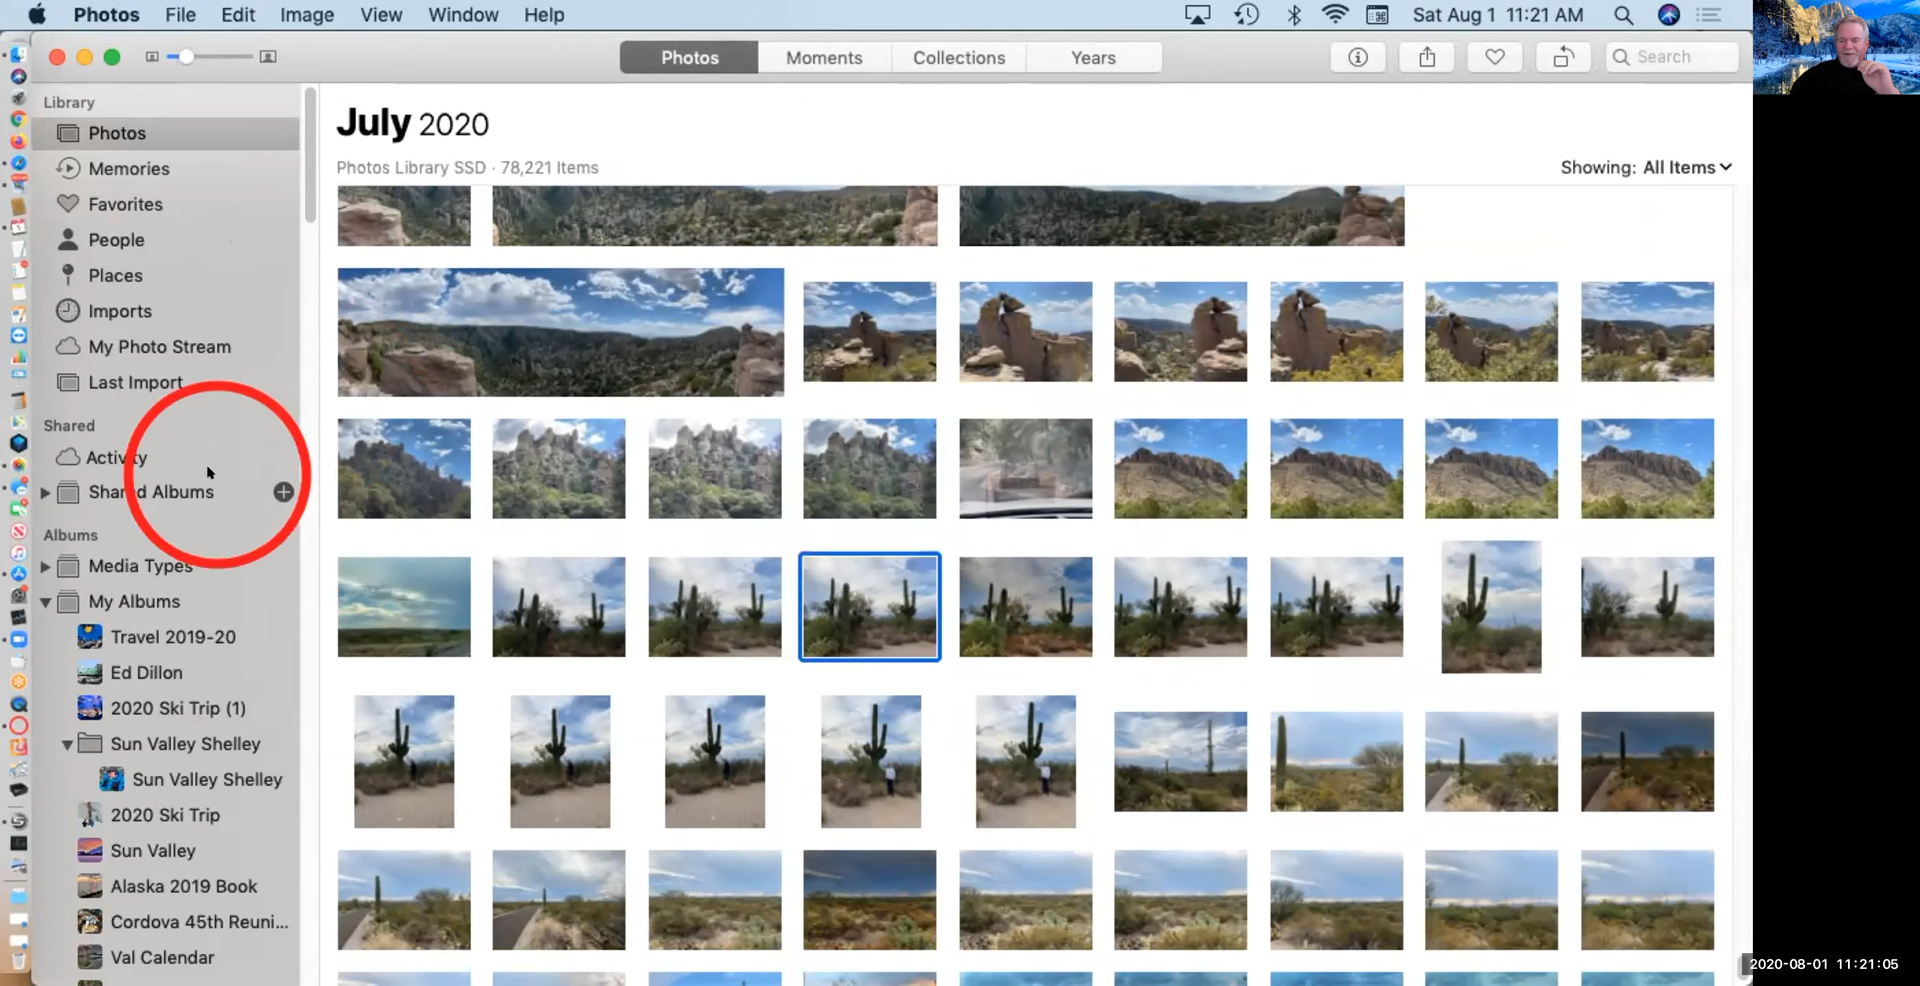 Photos File Edit Image View Window Help Sat Aug 1 11:21 AM
Photos Moments Collections Years Search
Library
Photos
Memories
Favorites
People
Places
Imports
My Photo Stream
Last Import
Shared
Activity
Shared Albums
Albums
Media Types
My Albums
Travel 2019-20
Ed Dillon
2020 Ski Trip (1)
Sun Valley Shelley
Sun Valley Shelley
2020 Ski Trip
Sun Valley
Alaska 2019 Book
Cordova 45th Reuni...
Val Calendar
July 2020
Photos Library SSD · 78,221 Items
Showing: All Items
2020-08-01 11:21:05